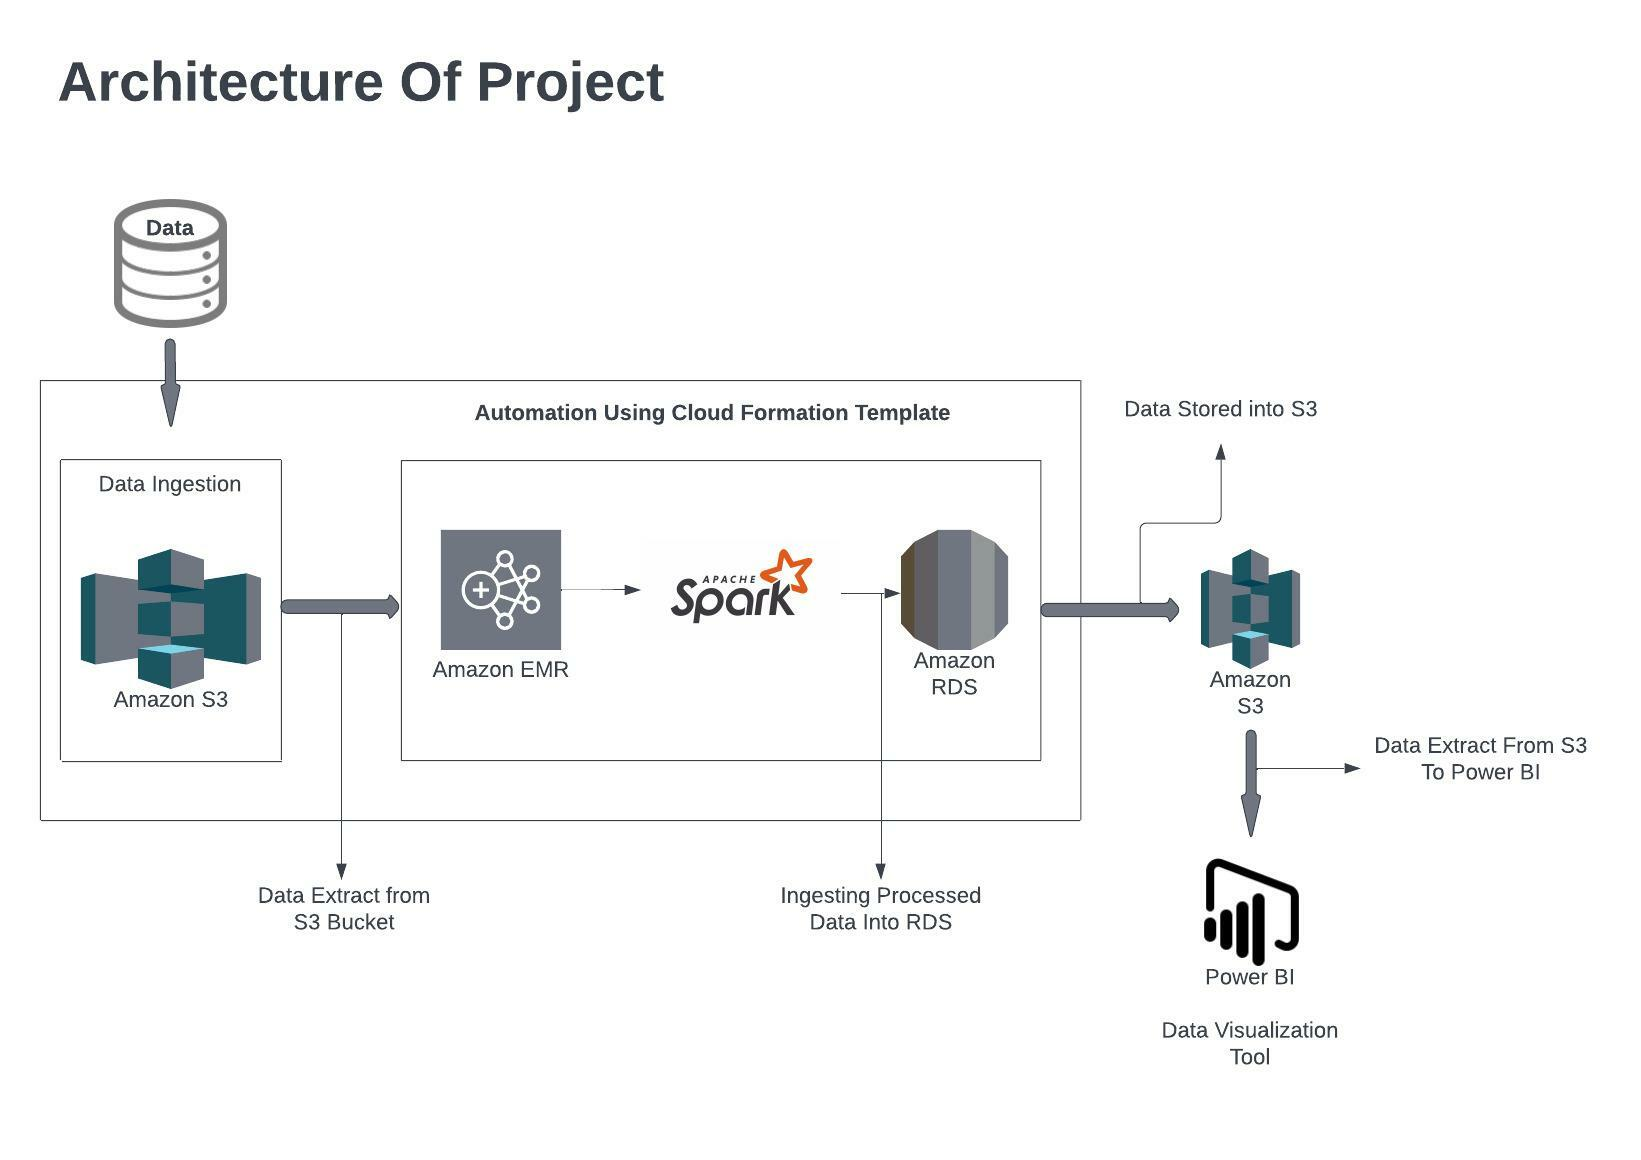 Architecture Of Project
Data
Automation Using Cloud Formation Template
Data Stored into S3
Data Ingestion
Amazon S3
Amazon EMR
APACHE
Spark
Amazon
RDS
Amazon
S3
Data Extract From S3
To Power BI
Data Extract from
S3 Bucket
Ingesting Processed
Data Into RDS
Power BI
Data Visualization
Tool